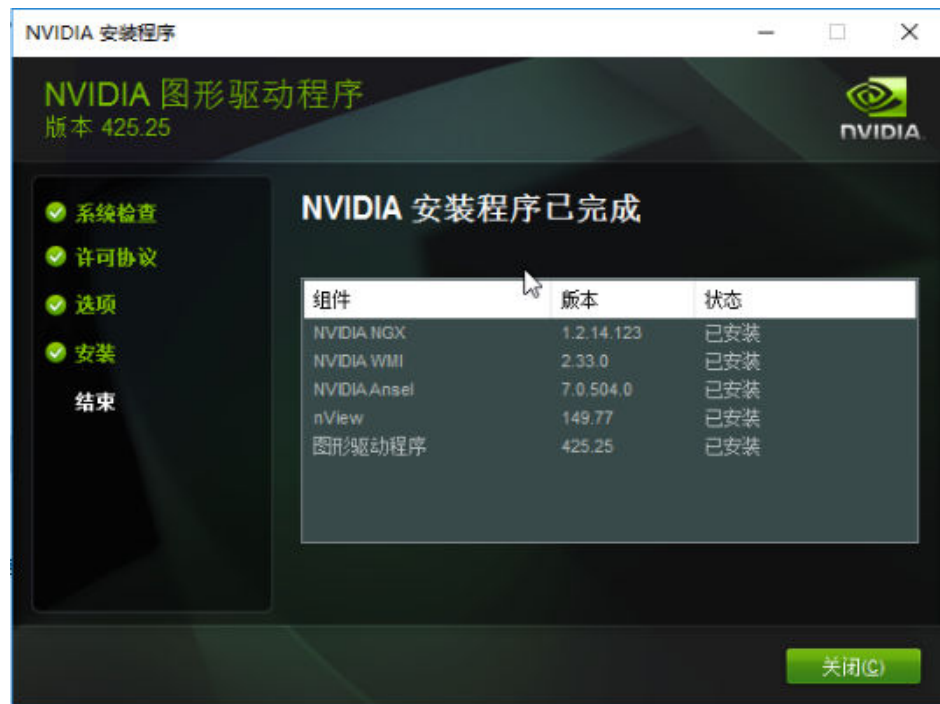 NVIDIA 安装程序
NVIDIA 图形驱动程序
版本 425.25
NVIDIA.
系统检查
许可协议
选项
安装
结束
NVIDIA 安装程序已完成
组件 版本 状态
NVIDIA NGX 1.2.14.123 已安装
NVIDIA WMI 2.33.0 已安装
NVIDIA Ansel 7.0.504.0 已安装
nView 149.77 已安装
图形驱动程序 425.25 已安装
关闭(C)